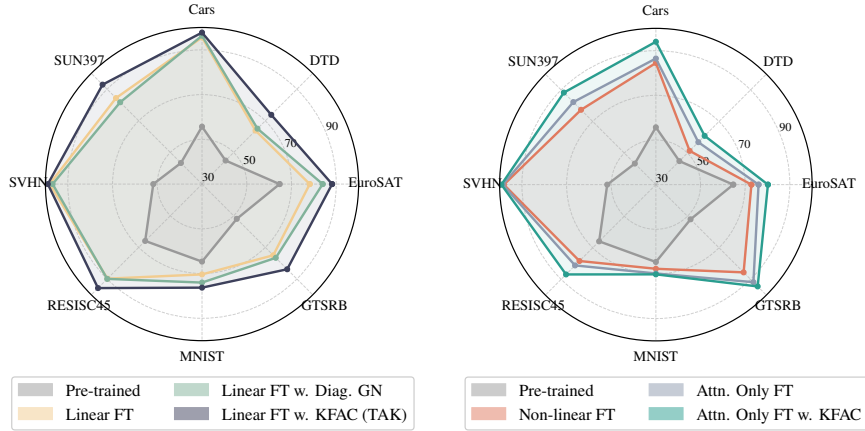 Cars
DTD
EuroSAT
GTSRB
MNIST
RESISC45
SVHN
SUN397
30
50
70
90
Pre-trained
Linear FT
Linear FT w. Diag. GN
Linear FT w. KFAC (TAK)
Cars
DTD
EuroSAT
GTSRB
MNIST
RESISC45
SVHN
SUN397
30
50
70
90
Pre-trained
Non-linear FT
Attn. Only FT
Attn. Only FT w. KFAC